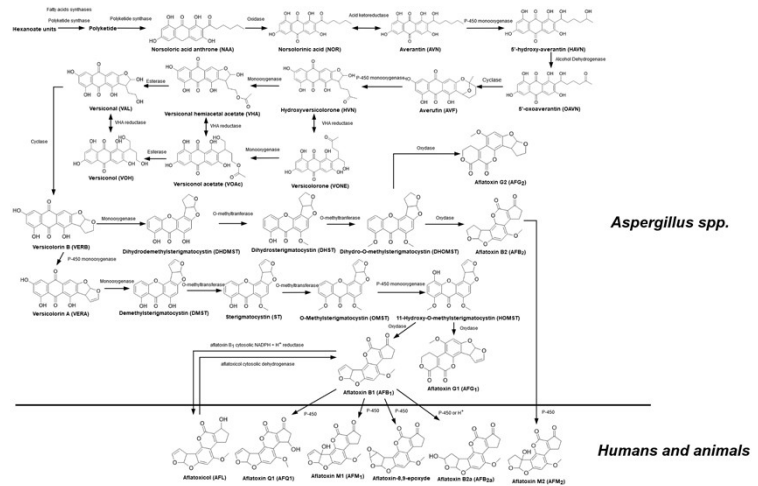 Fatty acids synthases
Polyketide synthase
Polyketide synthase
Oxidase
Acid ketoreductase
P-450 monooxygenase
Hexanoate units
Polyketide
Norsoloric acid anthrone (NAA)
Norsolorinic acid (NOR)
Averantin (AVN)
5'-hydroxy-averantin (HAVN)
Alcohol Dehydrogenase
Esterase
Monooxygenase
P-450 monooxygenase
Cyclase
Versiconal (VAL)
Versiconal hemiacetal acetate (VHA)
Hydroxyversicolorone (HVN)
Averufin (AVF)
5'-oxoaverantin (OAVN)
VHA reductase
VHA reductase
VHA reductase
Cyclase
Esterase
Monooxygenase
Oxydase
Versiconol (VOH)
Versiconol acetate (VOAc)
Versicolorone (VONE)
Aflatoxin G2 (AFG2)
Aspergillus spp.
Monooxygenase
O-methyltransferase
O-methyltranferase
Oxydase
Versicolorin B (VERB)
Dihydrodemethylsterigmatocystin (DHDMST)
Dihydrosterigmatocystin (DHST)
Dihydro-O-methylsterigmatocystin (DHOMST)
Aflatoxin B2 (AFB2)
P-450 monooxygenase
Monooxygenase
O-methyltranferase
O-methyltransferase
P-450 monooxygenase
Versicolorin A (VERA)
Demethylsterigmatocystin (DMST)
Sterigmatocystin (ST)
O-Methylsterigmatocystin (OMST)
11-Hydroxy-O-methylsterigmatocystin (HOMST)
Oxydase
Oxydase
aflatoxin B1 cytosolic NADPH + H+ reductase
aflatoxicol cytosolic dehydrogenase
Aflatoxin B1 (AFB1)
Aflatoxin G1 (AFG1)
P-450
P-450
P-450
P-450 or H+
P-450
Humans and animals
Aflatoxicol (AFL)
Aflatoxin Q1 (AFQ1)
Aflatoxin M1 (AFM1)
Aflatoxin-8,9-epoxyde
Aflatoxin B2a (AFB2a)
Aflatoxin M2 (AFM2)